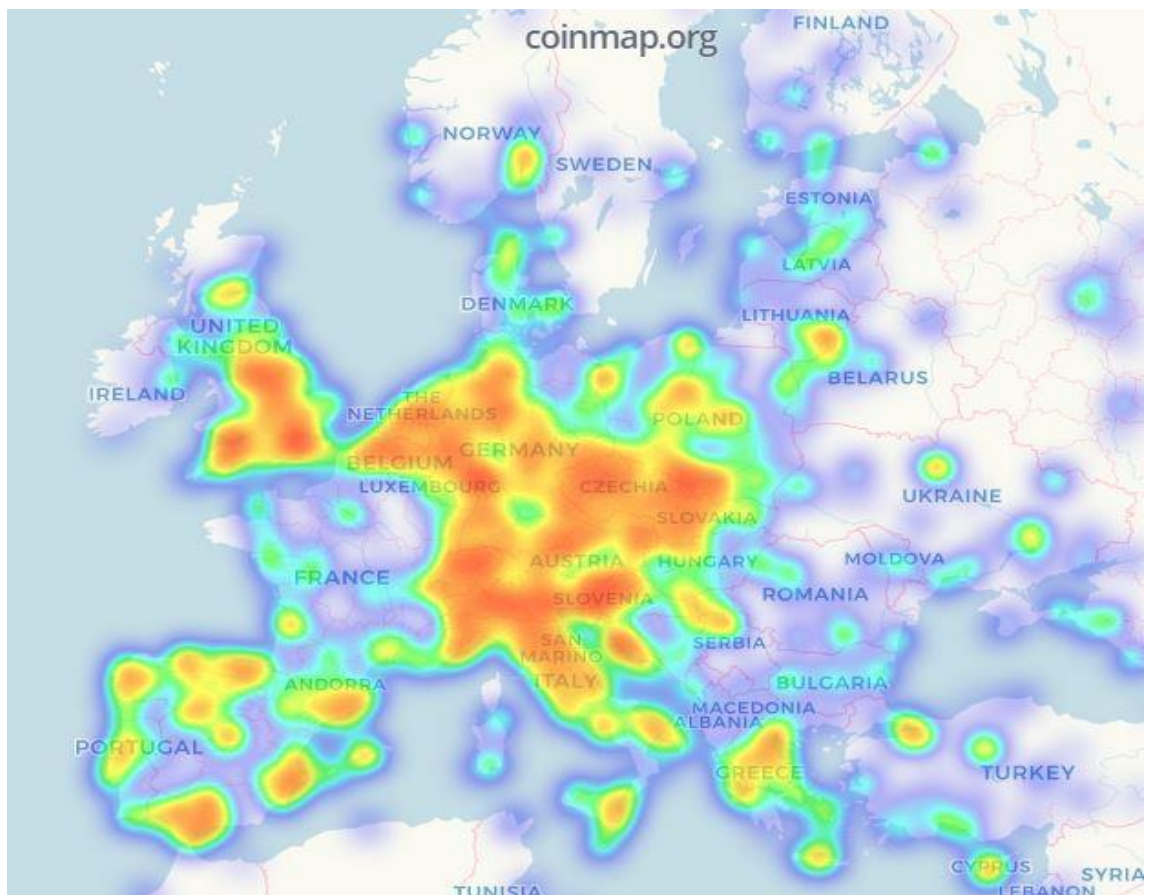 FINLAND
coinmap.org
NORWAY
SWEDEN
ESTONIA
LATVIA
DENMARK
LITHUANIA
UNITED
KINGDOM
BELARUS
IRELAND
THE
NETHERLANDS
POLAND
GERMANY
BELGIUM
LUXEMBOURG
CZECHIA
UKRAINE
SLOVAKIA
AUSTRIA
HUNGARY
MOLDOVA
FRANCE
ROMANIA
SLOVENIA
SAN
MARINO
SERBIA
ITALY
ANDORRA
BULGARIA
MACEDONIA
ALBANIA
PORTUGAL
GREECE
TURKEY
CYPRUS
SYRIA
LEBANON
TUNISIA